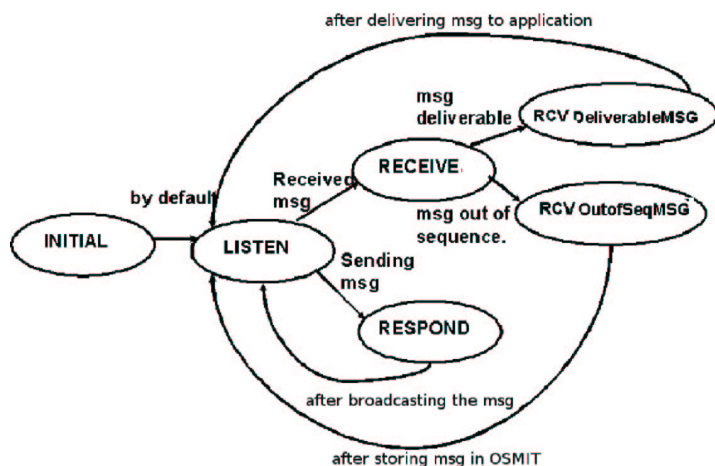 after delivering msg to application
msg
deliverable
RCV DeliverableMSG
RECEIVE.
Received
msg
by default
msg out of
sequence.
RCV OutofSeqMSG
INITIAL
LISTEN
Sending
msg
RESPOND
after broadcasting the msg
after storing msg in OSMIT